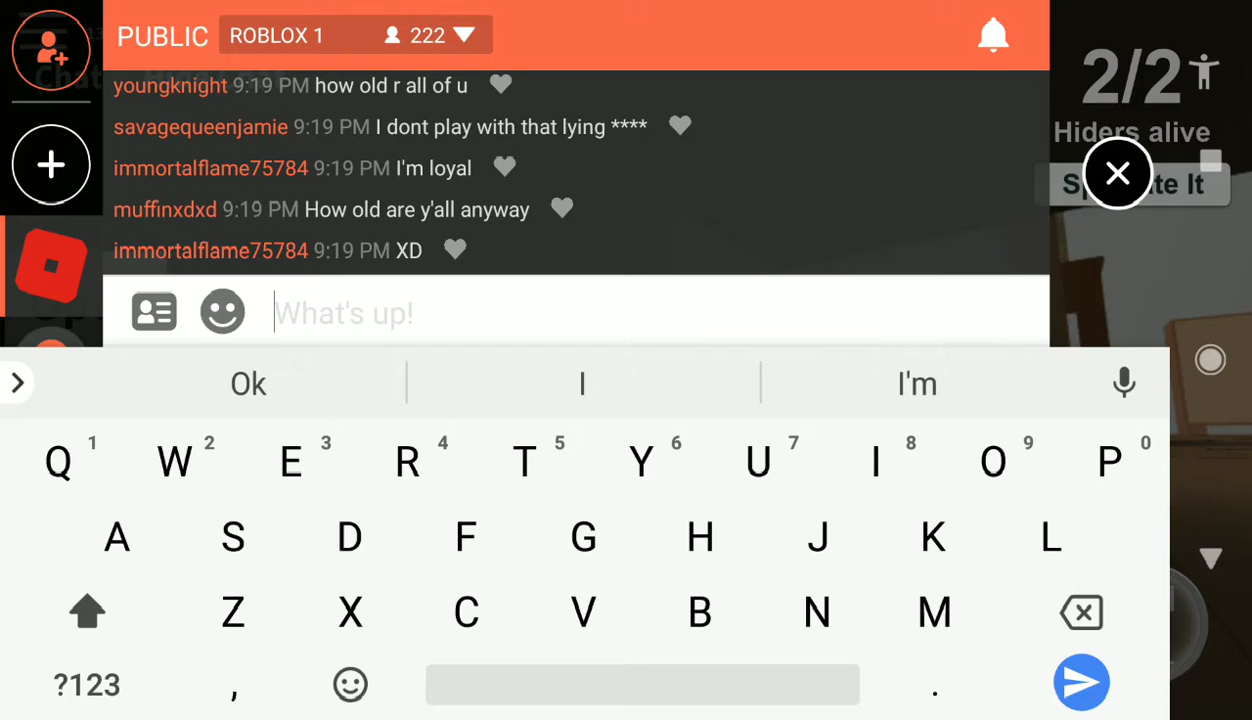 PUBLIC ROBLOX 1 222
youngknight 9:19 PM how old r all of u
savagequeenjamie 9:19 PM I dont play with that lying ****
immortalflame75784 9:19 PM I'm loyal
muffinxdxd 9:19 PM How old are y'all anyway
immortalflame75784 9:19 PM XD
What's up!
2/2
Hiders alive
Ok I I'm
Q 1 W 2 E 3 R 4 T 5 Y 6 U 7 I 8 O 9 P 0
A S D F G H J K L
Z X C V B N M
?123 , .